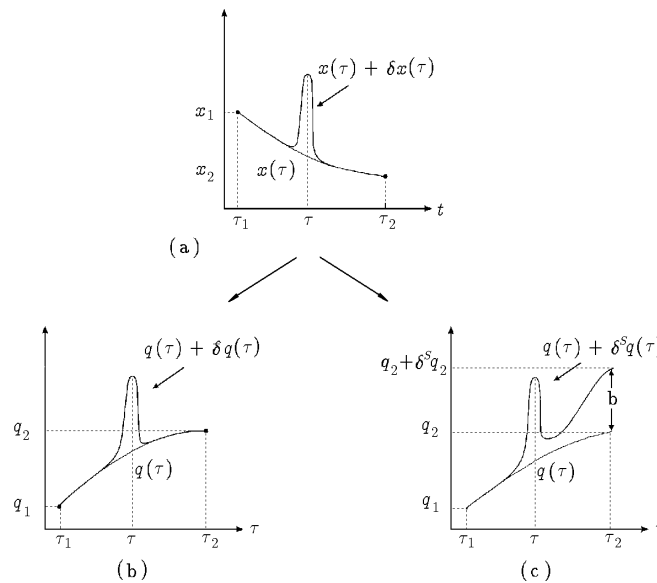 x(τ) + δx(τ)
x₁
x₂
x(τ)
τ₁ τ τ₂ t
(a)
q(τ) + δq(τ)
q₂
q(τ)
q₁
τ₁ τ τ₂ τ
(b)
q(τ) + δˢq(τ)
q₂+δˢq₂
b
q₂
q(τ)
q₁
τ₁ τ τ₂
(c)